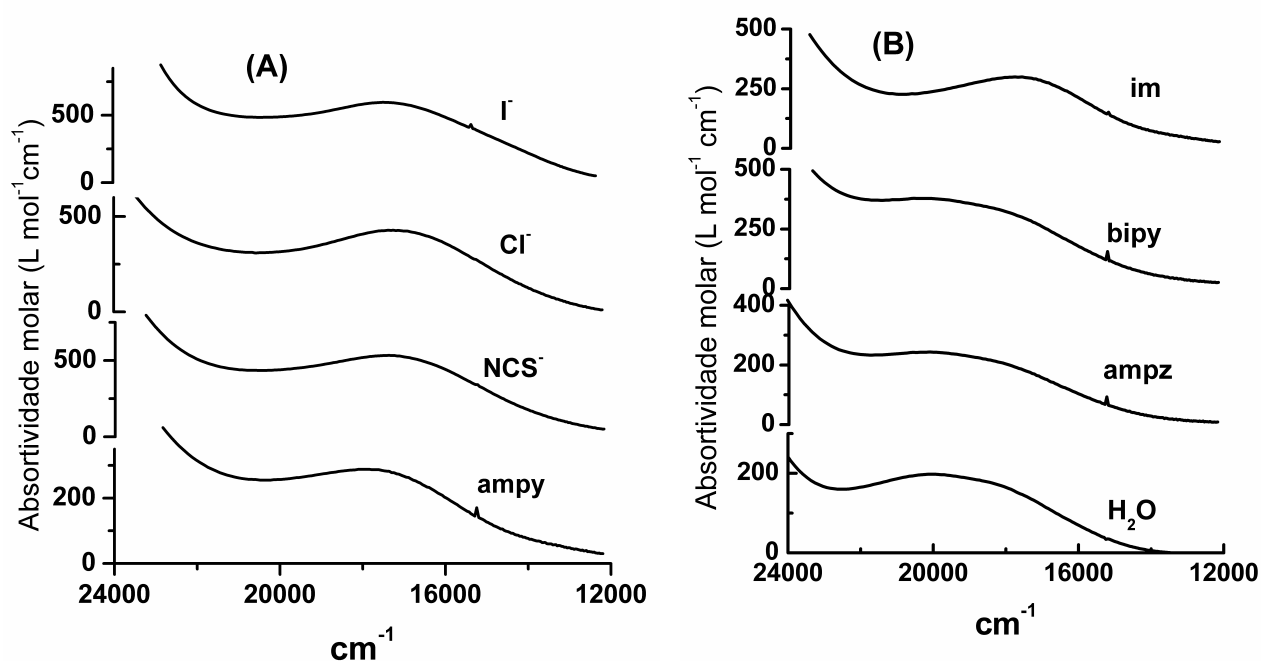 (A)
Absortividade molar (L mol⁻¹cm⁻¹)
500
0
I⁻
500
0
Cl⁻
500
0
NCS⁻
200
0
ampy
24000 20000 16000 12000
cm⁻¹
(B)
Absortividade molar (L mol⁻¹ cm⁻¹)
500
250
0
im
500
250
0
bipy
400
200
0
ampz
200
0
H₂O
24000 20000 16000 12000
cm⁻¹